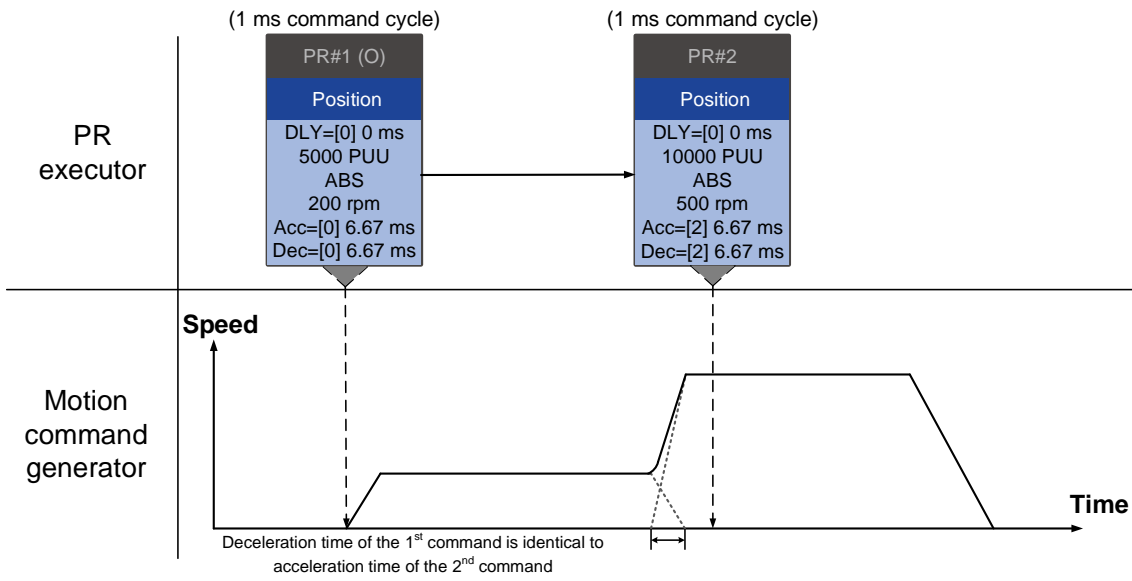 (1 ms command cycle)
(1 ms command cycle)
PR#1 (O)
Position
DLY=[0] 0 ms
5000 PUU
ABS
200 rpm
Acc=[0] 6.67 ms
Dec=[0] 6.67 ms
PR#2
Position
DLY=[0] 0 ms
10000 PUU
ABS
500 rpm
Acc=[2] 6.67 ms
Dec=[2] 6.67 ms
PR
executor
Speed
Motion
command
generator
Time
Deceleration time of the 1st command is identical to
acceleration time of the 2nd command